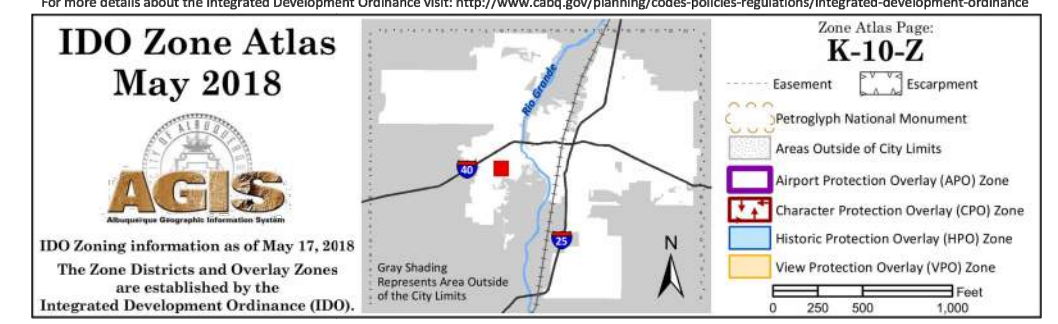 For more details about the Integrated Development Ordinance visit: http://www.cabq.gov/planning/codes-policies-regulations/integrated-development-ordinance
IDO Zone Atlas
May 2018
CITY OF ALBUQUERQUE
AGIS
Albuquerque Geographic Information System
IDO Zoning information as of May 17, 2018
The Zone Districts and Overlay Zones
are established by the
Integrated Development Ordinance (IDO).
Rio Grande
40
25
N
Gray Shading
Represents Area Outside
of the City Limits
Zone Atlas Page:
K-10-Z
Easement
Escarpment
Petroglyph National Monument
Areas Outside of City Limits
Airport Protection Overlay (APO) Zone
Character Protection Overlay (CPO) Zone
Historic Protection Overlay (HPO) Zone
View Protection Overlay (VPO) Zone
Feet
0 250 500 1,000